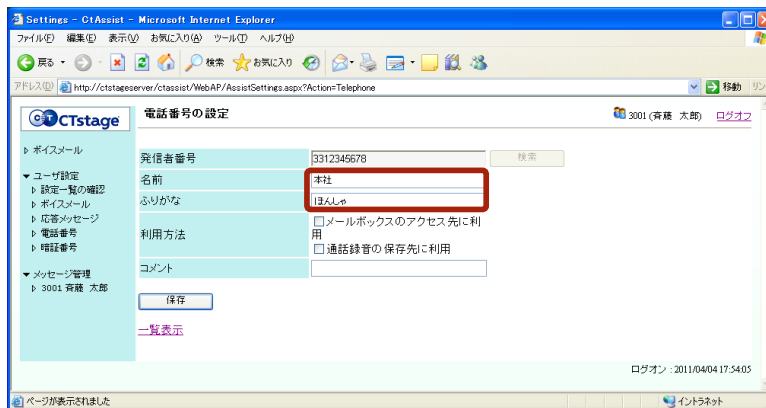 Settings - CtAssist - Microsoft Internet Explorer
ファイル(F) 編集(E) 表示(V) お気に入り(A) ツール(T) ヘルプ(H)
戻る 検索 お気に入り
アドレス(D) http://ctstageserver/ctassist/WebAP/AssistSettings.aspx?Action=Telephone 移動 リン
CTstage 電話番号の設定 3001 (斉藤 太郎) ログオフ
ボイスメール
ユーザ設定
設定一覧の確認
ボイスメール
応答メッセージ
電話番号
暗証番号
メッセージ管理
3001 斉藤 太郎
発信者番号 3312345678 検索
名前 本社
ふりがな ほんしゃ
利用方法 メールボックスのアクセス先に利
用
通話録音の保存先に利用
コメント
保存
一覧表示
ログオン : 2011/04/04 17:54:05
ページが表示されました イントラネット